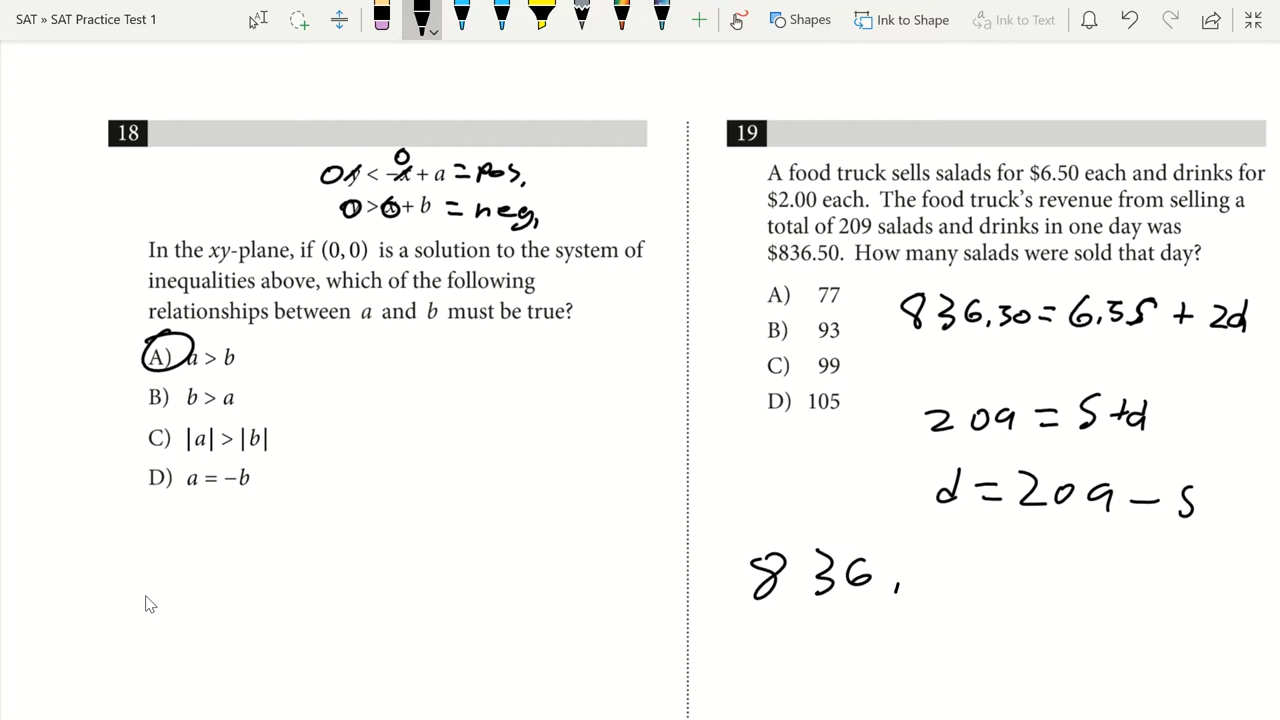 SAT » SAT Practice Test 1
Shapes
Ink to Shape
Ink to Text
18
0 < 0 + a = pos.
0 > 0 + b = neg.
In the xy-plane, if (0, 0) is a solution to the system of
inequalities above, which of the following
relationships between a and b must be true?
A) a > b
B) b > a
C) |a| > |b|
D) a = −b
19
A food truck sells salads for $6.50 each and drinks for
$2.00 each. The food truck's revenue from selling a
total of 209 salads and drinks in one day was
$836.50. How many salads were sold that day?
A) 77
B) 93
C) 99
D) 105
836.50 = 6.5S + 2d
209 = S + d
d = 209 − S
836.